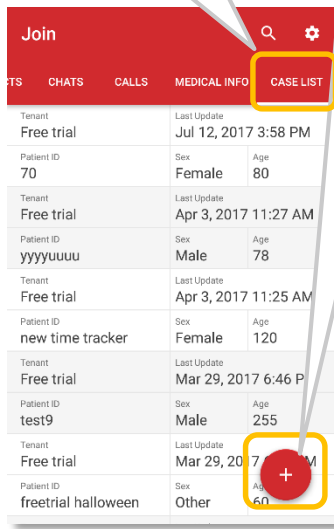 Join
TS CHATS CALLS MEDICAL INFO CASE LIST
Tenant Last Update
Free trial Jul 12, 2017 3:58 PM
Patient ID Sex Age
70 Female 80
Tenant Last Update
Free trial Apr 3, 2017 11:27 AM
Patient ID Sex Age
yyyyuuuu Male 78
Tenant Last Update
Free trial Apr 3, 2017 11:25 AM
Patient ID Sex Age
new time tracker Female 120
Tenant Last Update
Free trial Mar 29, 2017 6:46 P
Patient ID Sex Age
test9 Male 255
Tenant Last Update
Free trial Mar 29, 2017 M
Patient ID Sex Age
freetrial halloween Other 60